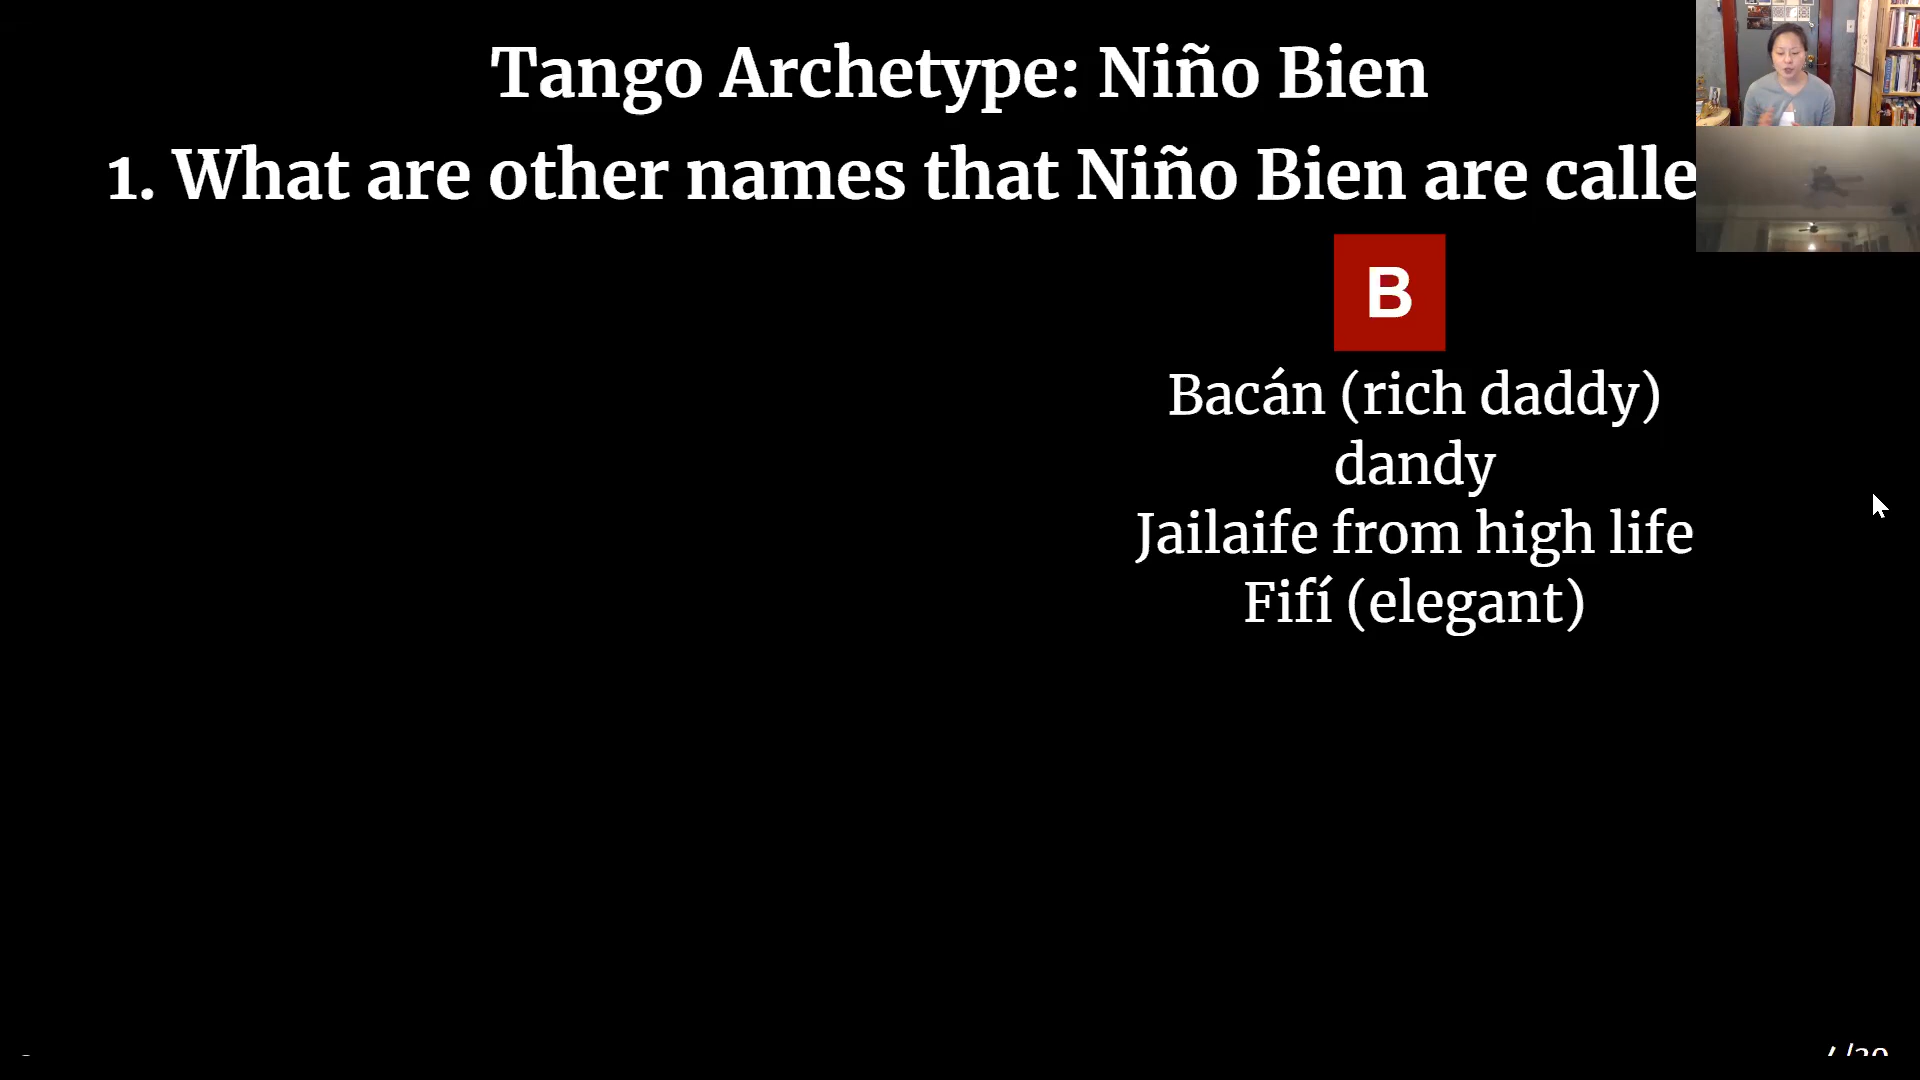 Tango Archetype: Niño Bien
1. What are other names that Niño Bien are calle
B
Bacán (rich daddy)
dandy
Jailaife from high life
Fifí (elegant)